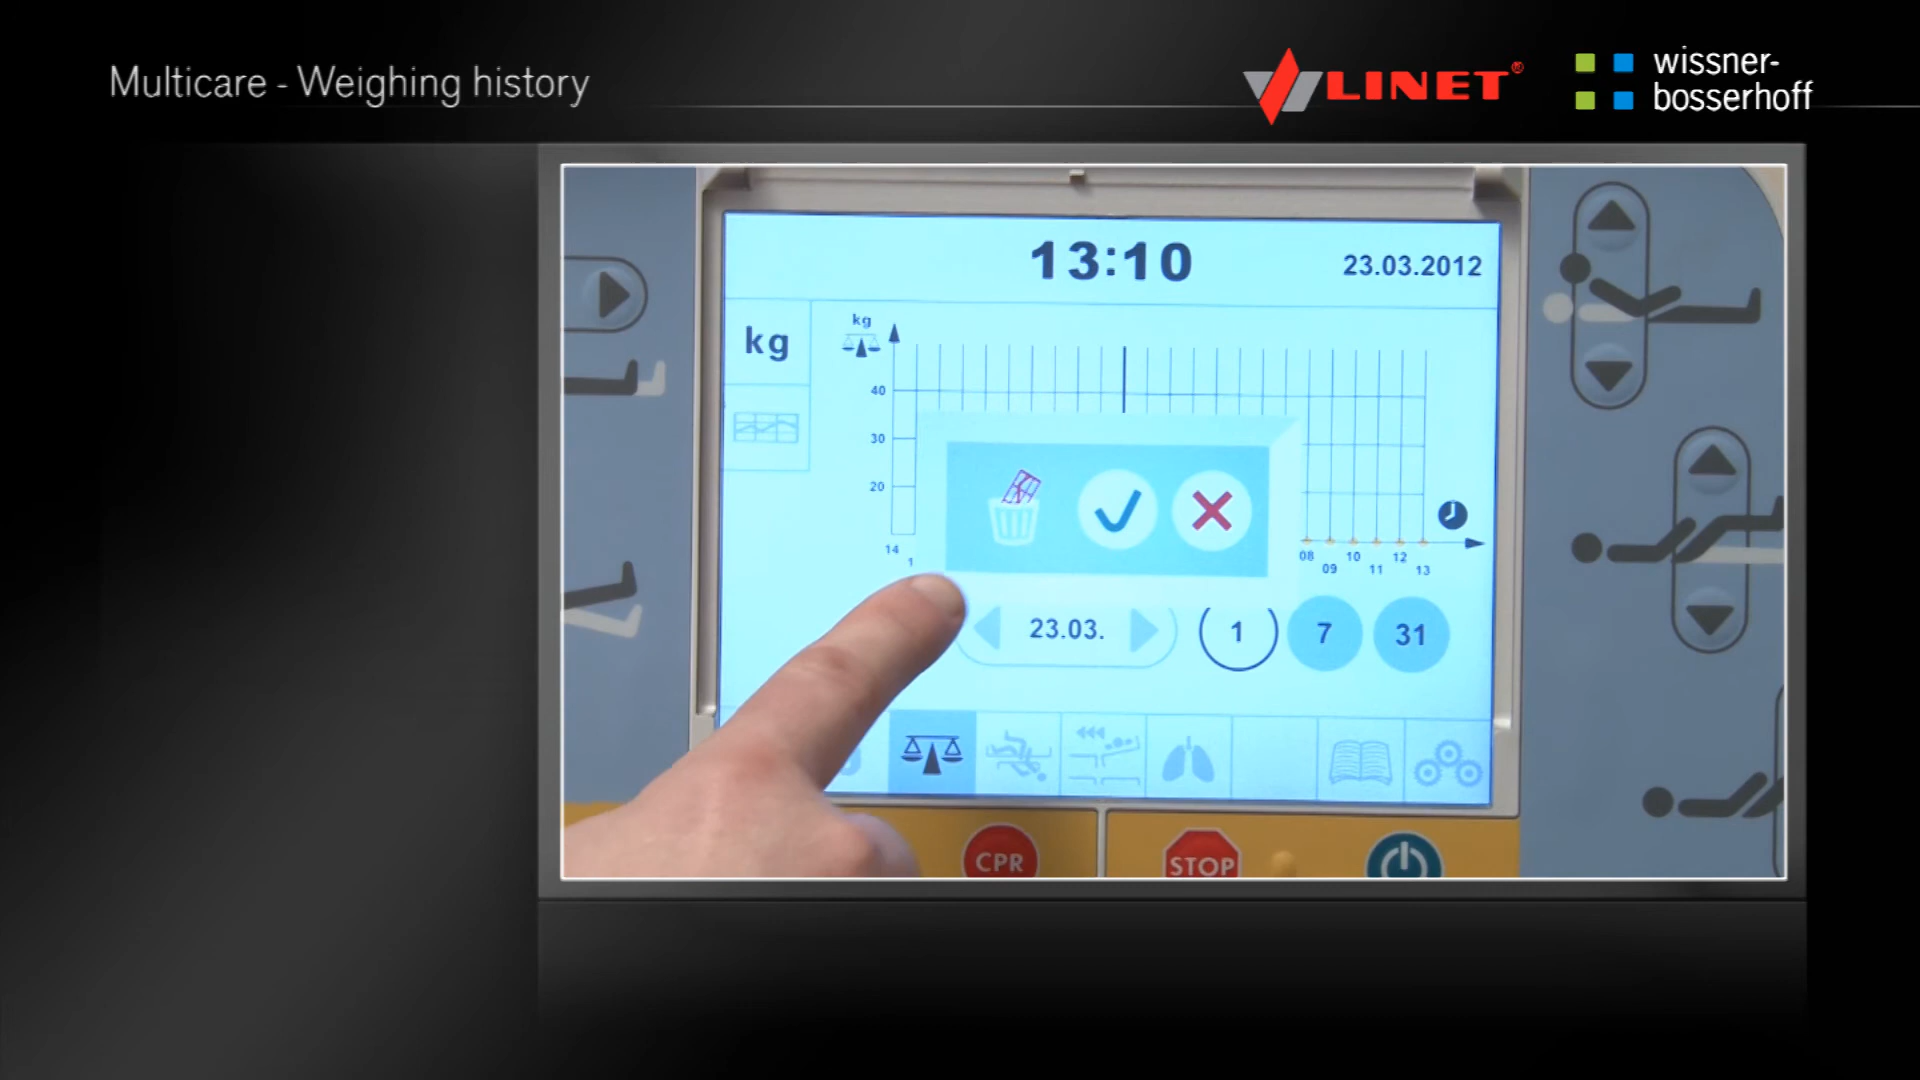 Multicare - Weighing history
LINET®
wissner-
bosserhoff
13:10
23.03.2012
kg
kg
40
30
20
14
1
08
09
10
11
12
13
23.03.
1
7
31
CPR
STOP